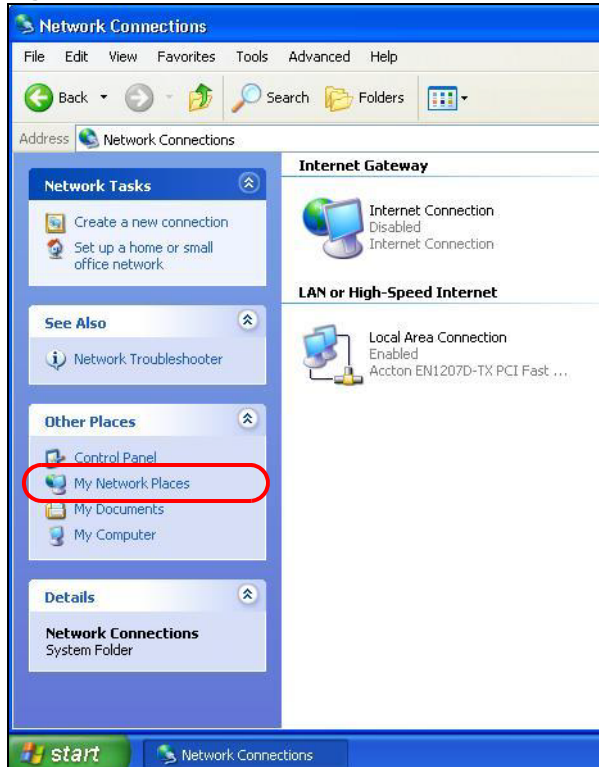 Network Connections
File Edit View Favorites Tools Advanced Help
Back Search Folders
Address Network Connections
Network Tasks
Create a new connection
Set up a home or small
office network
See Also
Network Troubleshooter
Other Places
Control Panel
My Network Places
My Documents
My Computer
Details
Network Connections
System Folder
Internet Gateway
Internet Connection
Disabled
Internet Connection
LAN or High-Speed Internet
Local Area Connection
Enabled
Accton EN1207D-TX PCI Fast ...
start Network Connections